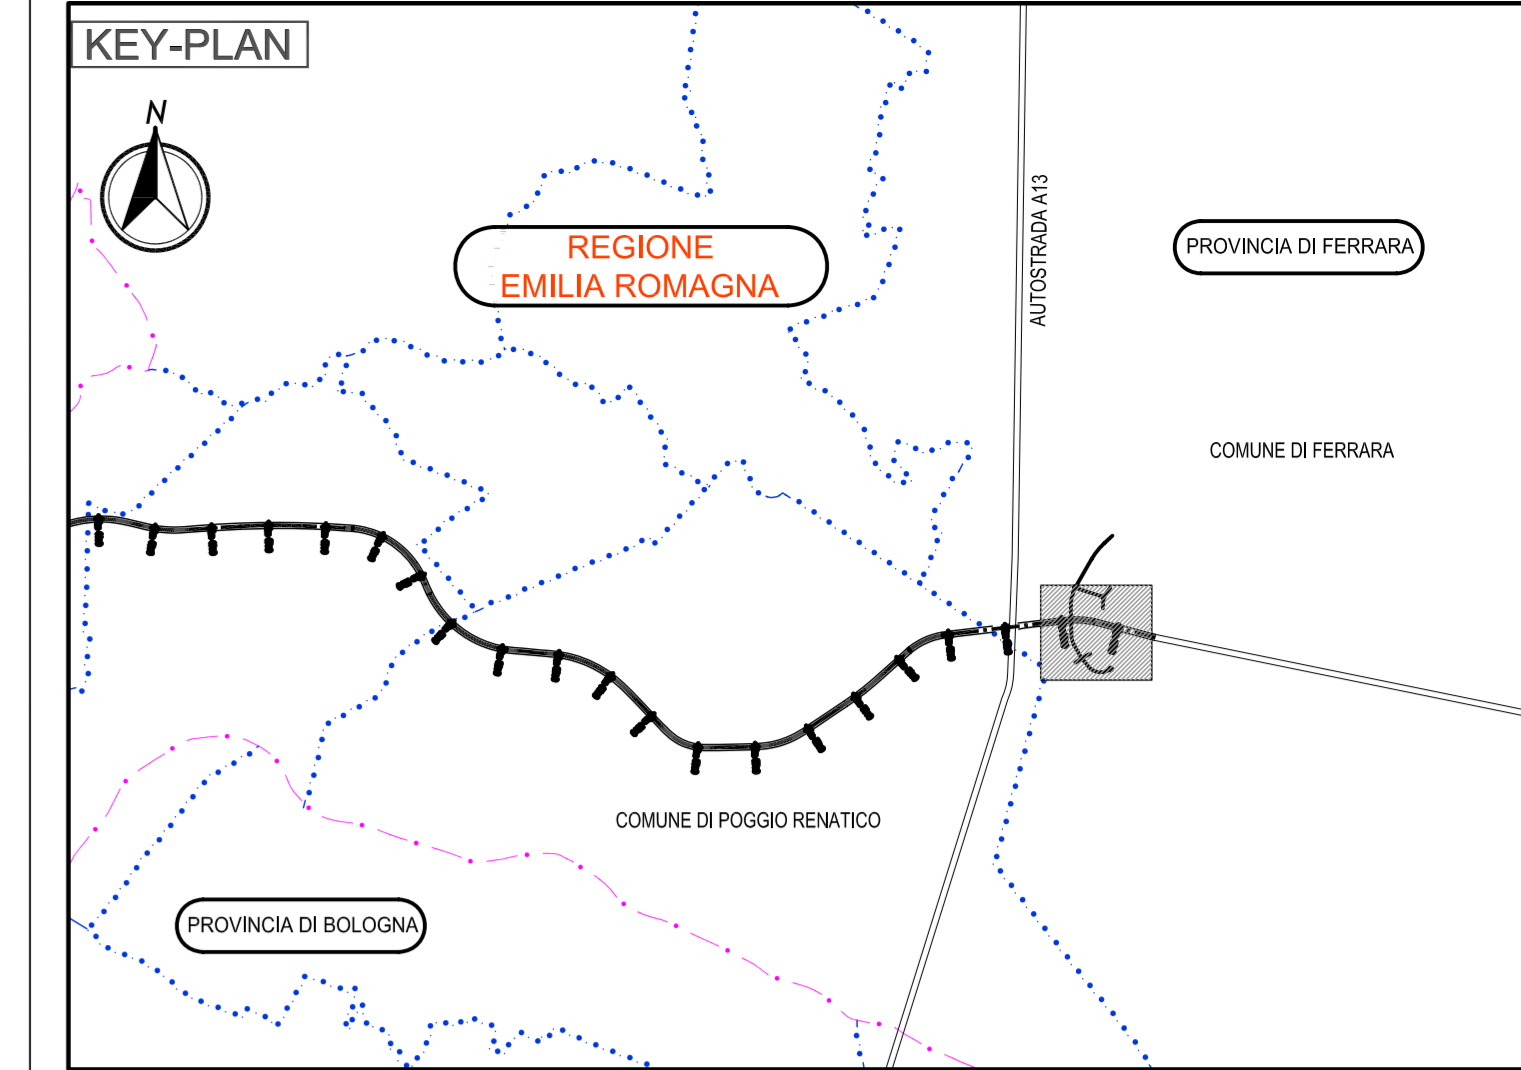 KEY-PLAN
N
REGIONE
EMILIA ROMAGNA
AUTOSTRADA A13
PROVINCIA DI FERRARA
COMUNE DI FERRARA
COMUNE DI POGGIO RENATICO
PROVINCIA DI BOLOGNA